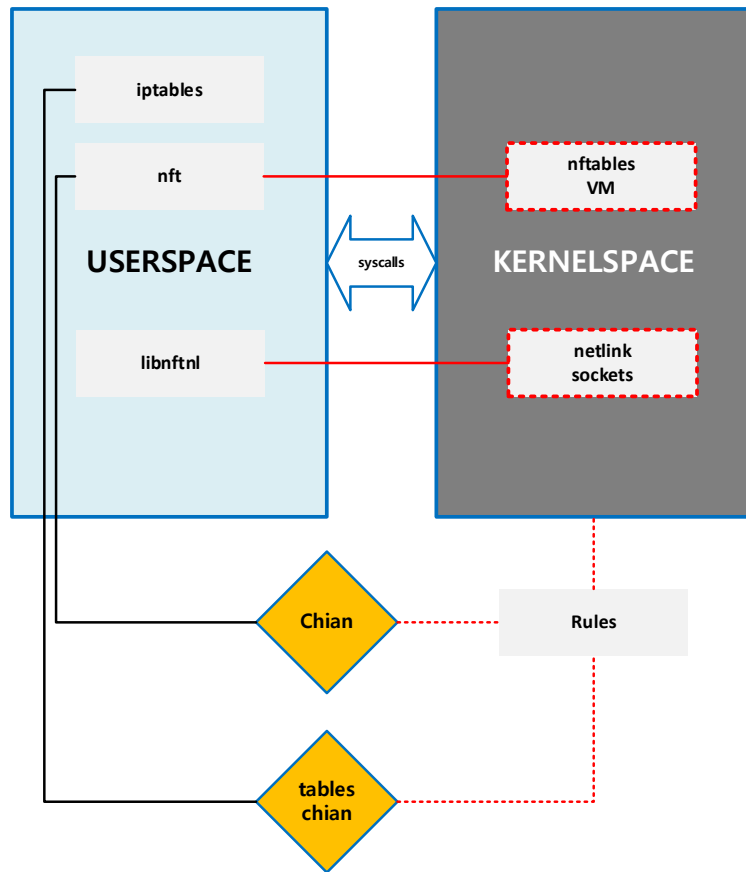 iptables
nft
nftables
VM
USERSPACE
syscalls
KERNELSPACE
libnftnl
netlink
sockets
Chian
Rules
tables
chian